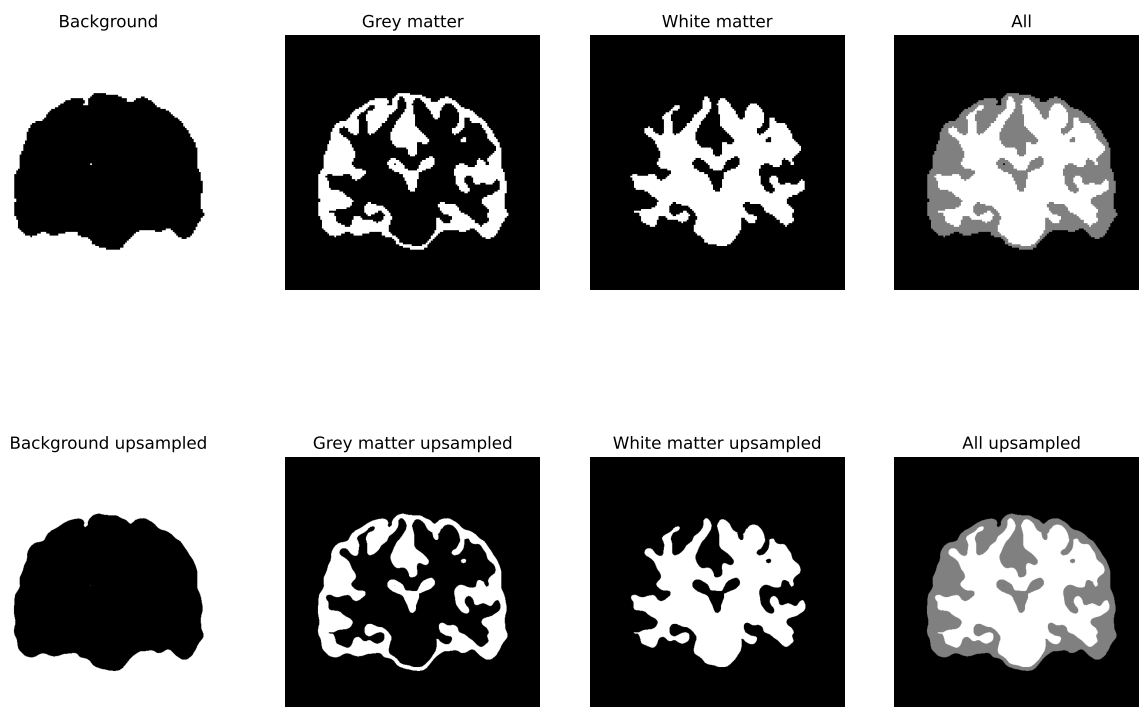 Background
Grey matter
White matter
All
Background upsampled
Grey matter upsampled
White matter upsampled
All upsampled